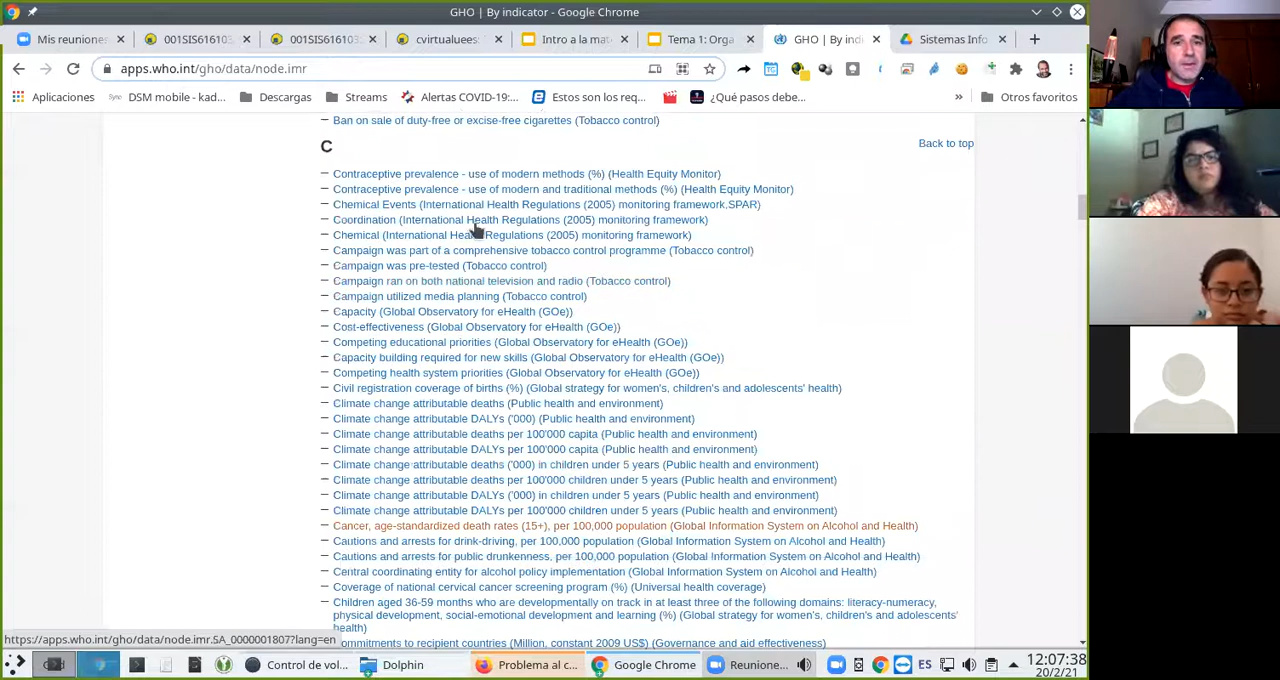 GHO | By indicator - Google Chrome
Mis reunione
001SIS616103
001SIS616103
cvirtualuees
Intro a la mat
Tema 1: Orga
GHO | By indi
Sistemas Info
apps.who.int/gho/data/node.imr
Aplicaciones
DSM mobile - kad...
Descargas
Streams
Alertas COVID-19:...
Estos son los req...
¿Qué pasos debe...
»
Otros favoritos
– Ban on sale of duty-free or excise-free cigarettes (Tobacco control)
C
Back to top
– Contraceptive prevalence - use of modern methods (%) (Health Equity Monitor)
– Contraceptive prevalence - use of modern and traditional methods (%) (Health Equity Monitor)
– Chemical Events (International Health Regulations (2005) monitoring framework,SPAR)
– Coordination (International Health Regulations (2005) monitoring framework)
– Chemical (International Health Regulations (2005) monitoring framework)
– Campaign was part of a comprehensive tobacco control programme (Tobacco control)
– Campaign was pre-tested (Tobacco control)
– Campaign ran on both national television and radio (Tobacco control)
– Campaign utilized media planning (Tobacco control)
– Capacity (Global Observatory for eHealth (GOe))
– Cost-effectiveness (Global Observatory for eHealth (GOe))
– Competing educational priorities (Global Observatory for eHealth (GOe))
– Capacity building required for new skills (Global Observatory for eHealth (GOe))
– Competing health system priorities (Global Observatory for eHealth (GOe))
– Civil registration coverage of births (%) (Global strategy for women's, children's and adolescents' health)
– Climate change attributable deaths (Public health and environment)
– Climate change attributable DALYs ('000) (Public health and environment)
– Climate change attributable deaths per 100'000 capita (Public health and environment)
– Climate change attributable DALYs per 100'000 capita (Public health and environment)
– Climate change attributable deaths ('000) in children under 5 years (Public health and environment)
– Climate change attributable deaths per 100'000 children under 5 years (Public health and environment)
– Climate change attributable DALYs ('000) in children under 5 years (Public health and environment)
– Climate change attributable DALYs per 100'000 children under 5 years (Public health and environment)
– Cancer, age-standardized death rates (15+), per 100,000 population (Global Information System on Alcohol and Health)
– Cautions and arrests for drink-driving, per 100,000 population (Global Information System on Alcohol and Health)
– Cautions and arrests for public drunkenness, per 100,000 population (Global Information System on Alcohol and Health)
– Central coordinating entity for alcohol policy implementation (Global Information System on Alcohol and Health)
– Coverage of national cervical cancer screening program (%) (Universal health coverage)
– Children aged 36-59 months who are developmentally on track in at least three of the following domains: literacy-numeracy,
physical development, social-emotional development and learning (%) (Global strategy for women's, children's and adolescents'
health)
ommitments to recipient countries (Million, constant 2009 US$) (Governance and aid effectiveness)
https://apps.who.int/gho/data/node.imr.SA_0000001807?lang=en
Control de vol...
Dolphin
Problema al c...
Google Chrome
Reunione...
ES
12:07:38
20/2/21